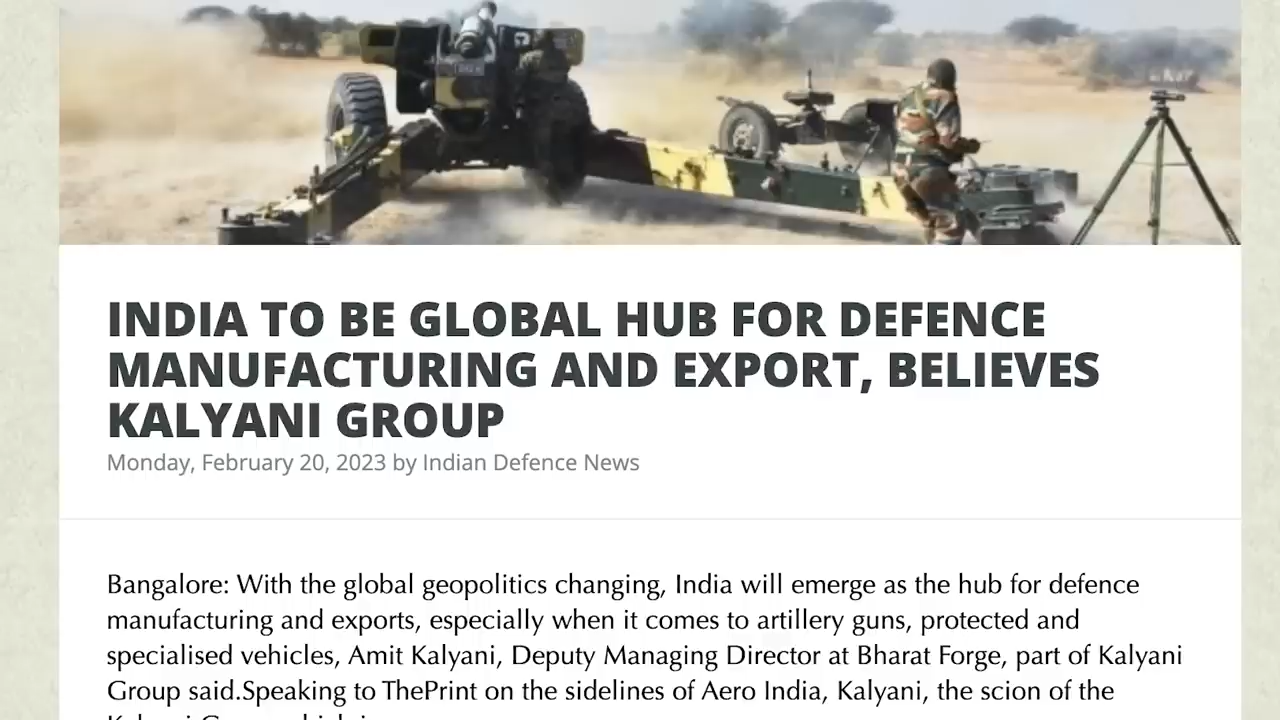 INDIA TO BE GLOBAL HUB FOR DEFENCE
MANUFACTURING AND EXPORT, BELIEVES
KALYANI GROUP
Monday, February 20, 2023 by Indian Defence News
Bangalore: With the global geopolitics changing, India will emerge as the hub for defence
manufacturing and exports, especially when it comes to artillery guns, protected and
specialised vehicles, Amit Kalyani, Deputy Managing Director at Bharat Forge, part of Kalyani
Group said.Speaking to ThePrint on the sidelines of Aero India, Kalyani, the scion of the